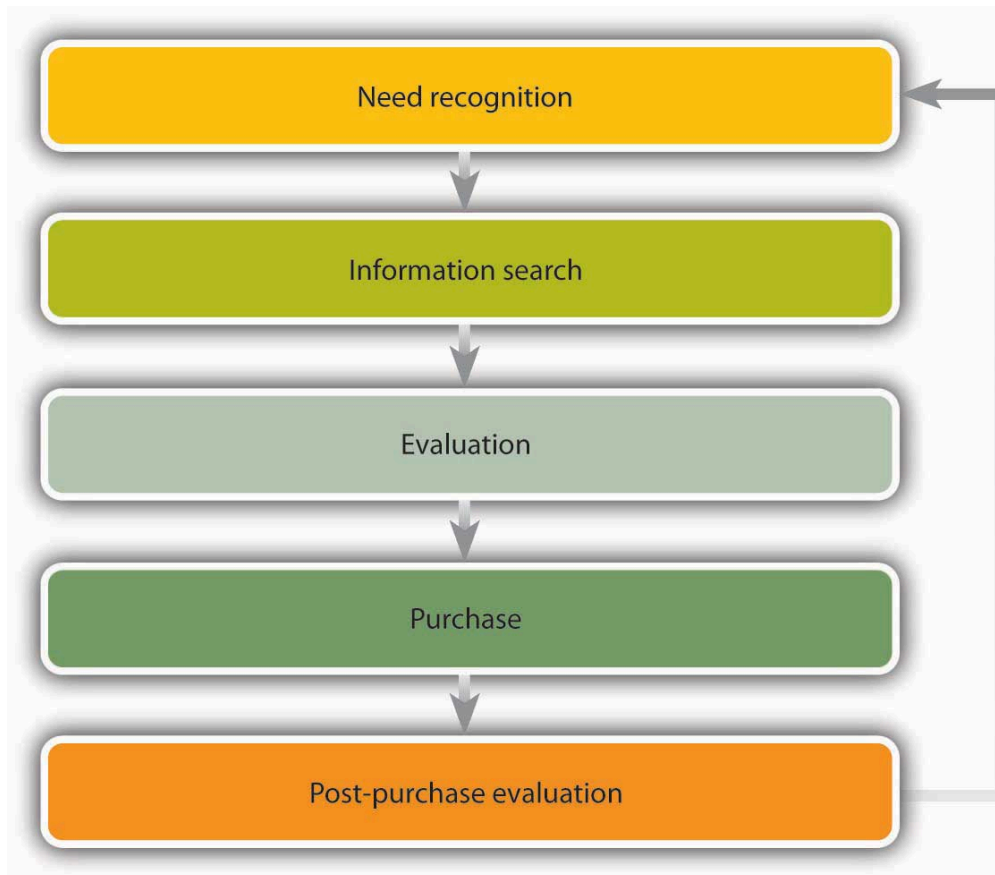 Need recognition
Information search
Evaluation
Purchase
Post-purchase evaluation